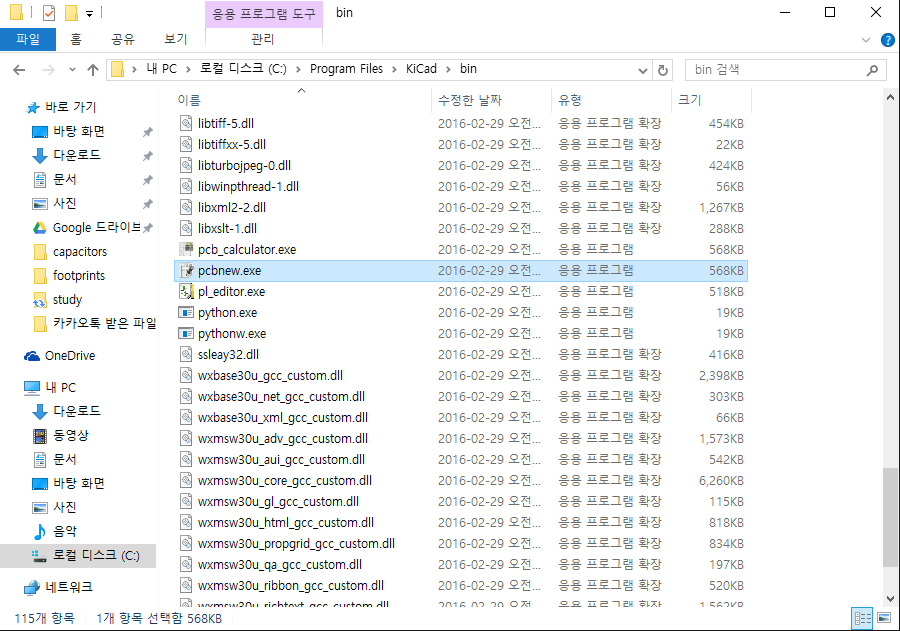 응용 프로그램 도구 bin
파일 홈 공유 보기 관리
내 PC 로컬 디스크 (C:) Program Files KiCad bin bin 검색
바로 가기
바탕 화면
다운로드
문서
사진
Google 드라이브
capacitors
footprints
study
카카오톡 받은 파일
OneDrive
내 PC
다운로드
동영상
문서
바탕 화면
사진
음악
로컬 디스크 (C:)
네트워크
이름 수정한 날짜 유형 크기
libtiff-5.dll 2016-02-29 오전... 응용 프로그램 확장 454KB
libtiffxx-5.dll 2016-02-29 오전... 응용 프로그램 확장 22KB
libturbojpeg-0.dll 2016-02-29 오전... 응용 프로그램 확장 424KB
libwinpthread-1.dll 2016-02-29 오전... 응용 프로그램 확장 56KB
libxml2-2.dll 2016-02-29 오전... 응용 프로그램 확장 1,267KB
libxslt-1.dll 2016-02-29 오전... 응용 프로그램 확장 288KB
pcb_calculator.exe 2016-02-29 오전... 응용 프로그램 568KB
pcbnew.exe 2016-02-29 오전... 응용 프로그램 568KB
pl_editor.exe 2016-02-29 오전... 응용 프로그램 518KB
python.exe 2016-02-29 오전... 응용 프로그램 19KB
pythonw.exe 2016-02-29 오전... 응용 프로그램 19KB
ssleay32.dll 2016-02-29 오전... 응용 프로그램 확장 416KB
wxbase30u_gcc_custom.dll 2016-02-29 오전... 응용 프로그램 확장 2,398KB
wxbase30u_net_gcc_custom.dll 2016-02-29 오전... 응용 프로그램 확장 303KB
wxbase30u_xml_gcc_custom.dll 2016-02-29 오전... 응용 프로그램 확장 66KB
wxmsw30u_adv_gcc_custom.dll 2016-02-29 오전... 응용 프로그램 확장 1,573KB
wxmsw30u_aui_gcc_custom.dll 2016-02-29 오전... 응용 프로그램 확장 542KB
wxmsw30u_core_gcc_custom.dll 2016-02-29 오전... 응용 프로그램 확장 6,260KB
wxmsw30u_gl_gcc_custom.dll 2016-02-29 오전... 응용 프로그램 확장 115KB
wxmsw30u_html_gcc_custom.dll 2016-02-29 오전... 응용 프로그램 확장 818KB
wxmsw30u_propgrid_gcc_custom.dll 2016-02-29 오전... 응용 프로그램 확장 834KB
wxmsw30u_qa_gcc_custom.dll 2016-02-29 오전... 응용 프로그램 확장 197KB
wxmsw30u_ribbon_gcc_custom.dll 2016-02-29 오전... 응용 프로그램 확장 520KB
wxmsw30u_richtext_gcc_custom.dll 2016-02-29 오전... 응용 프로그램 확장 1,562KB
115개 항목 1개 항목 선택함 568KB